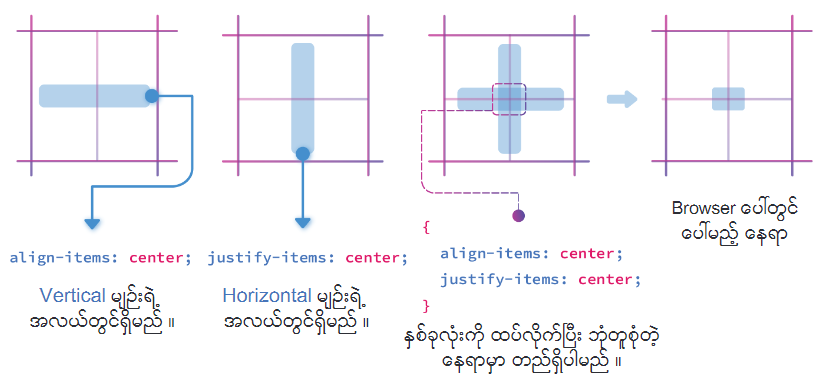 align-items: center;
Vertical မျဉ်းရဲ့
အလယ်တွင်ရှိမည် ။
justify-items: center;
Horizontal မျဉ်းရဲ့
အလယ်တွင်ရှိမည် ။
{
align-items: center;
justify-items: center;
}
နှစ်ခုလုံးကို ထပ်လိုက်ပြီး ဘုံတူစုံတဲ့
နေရာမှာ တည်ရှိပါမည် ။
Browser ပေါ်တွင်
ပေါ်မည့် နေရာ